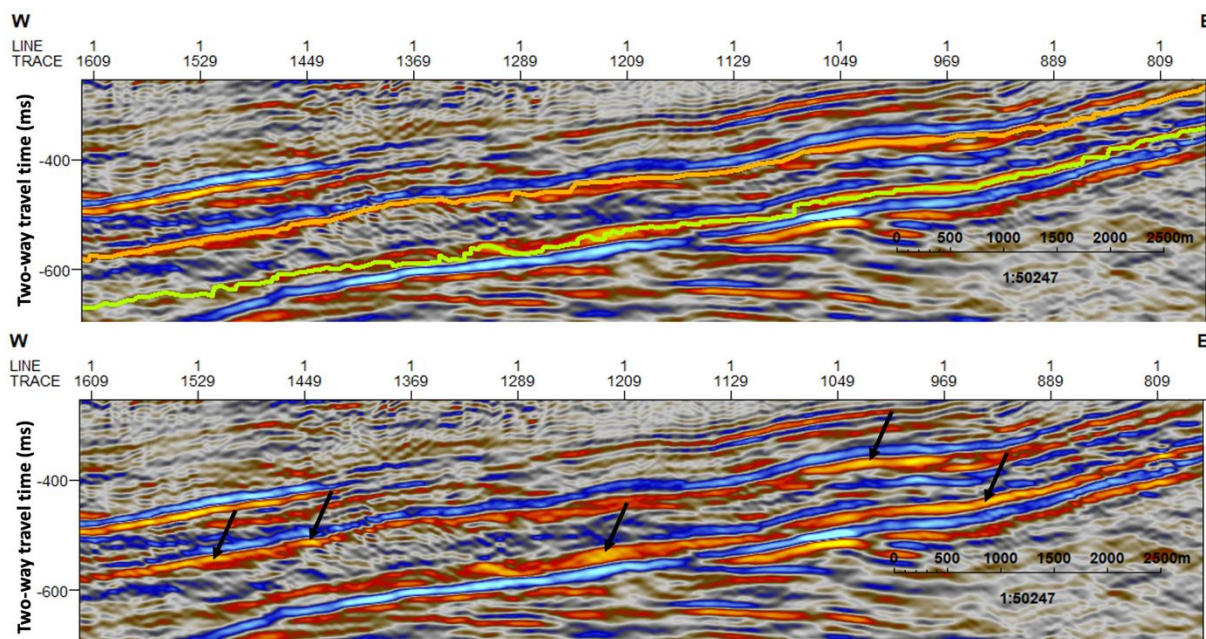 W E
LINE 1 1 1 1 1 1 1 1 1 1 1
TRACE 1609 1529 1449 1369 1289 1209 1129 1049 969 889 809
Two-way travel time (ms)
-400
0 500 1000 1500 2000 2500m
-600
1:50247
W E
LINE 1 1 1 1 1 1 1 1 1 1 1
TRACE 1609 1529 1449 1369 1289 1209 1129 1049 969 889 809
Two-way travel time (ms)
-400
0 500 1000 1500 2000 2500m
-600
1:50247